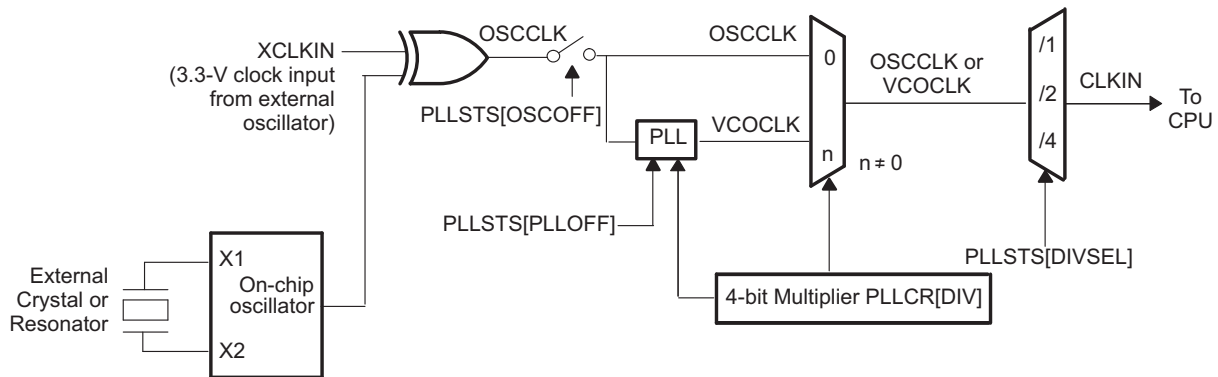 XCLKIN
(3.3-V clock input
from external
oscillator)
OSCCLK
PLLSTS[OSCOFF]
OSCCLK
0
OSCCLK or
VCOCLK
/1
/2
/4
CLKIN
To
CPU
PLL
VCOCLK
n
n ≠ 0
PLLSTS[PLLOFF]
PLLSTS[DIVSEL]
4-bit Multiplier PLLCR[DIV]
External
Crystal or
Resonator
X1
On-chip
oscillator
X2